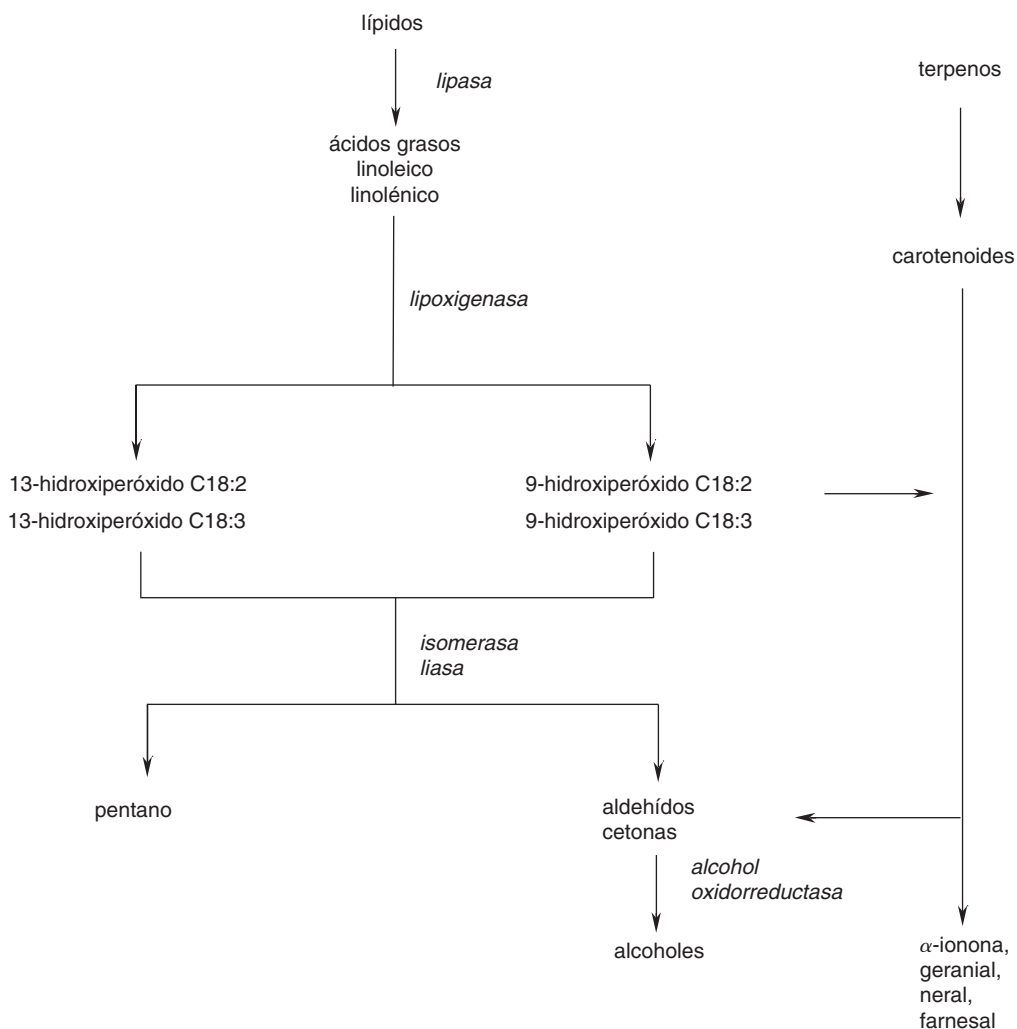 lípidos
lipasa
terpenos
ácidos grasos
linoleico
linolénico
carotenoides
lipoxigenasa
13-hidroxiperóxido C18:2
13-hidroxiperóxido C18:3
9-hidroxiperóxido C18:2
9-hidroxiperóxido C18:3
isomerasa
liasa
pentano
aldehídos
cetonas
alcohol
oxidorreductasa
alcoholes
α-ionona,
geranial,
neral,
farnesal